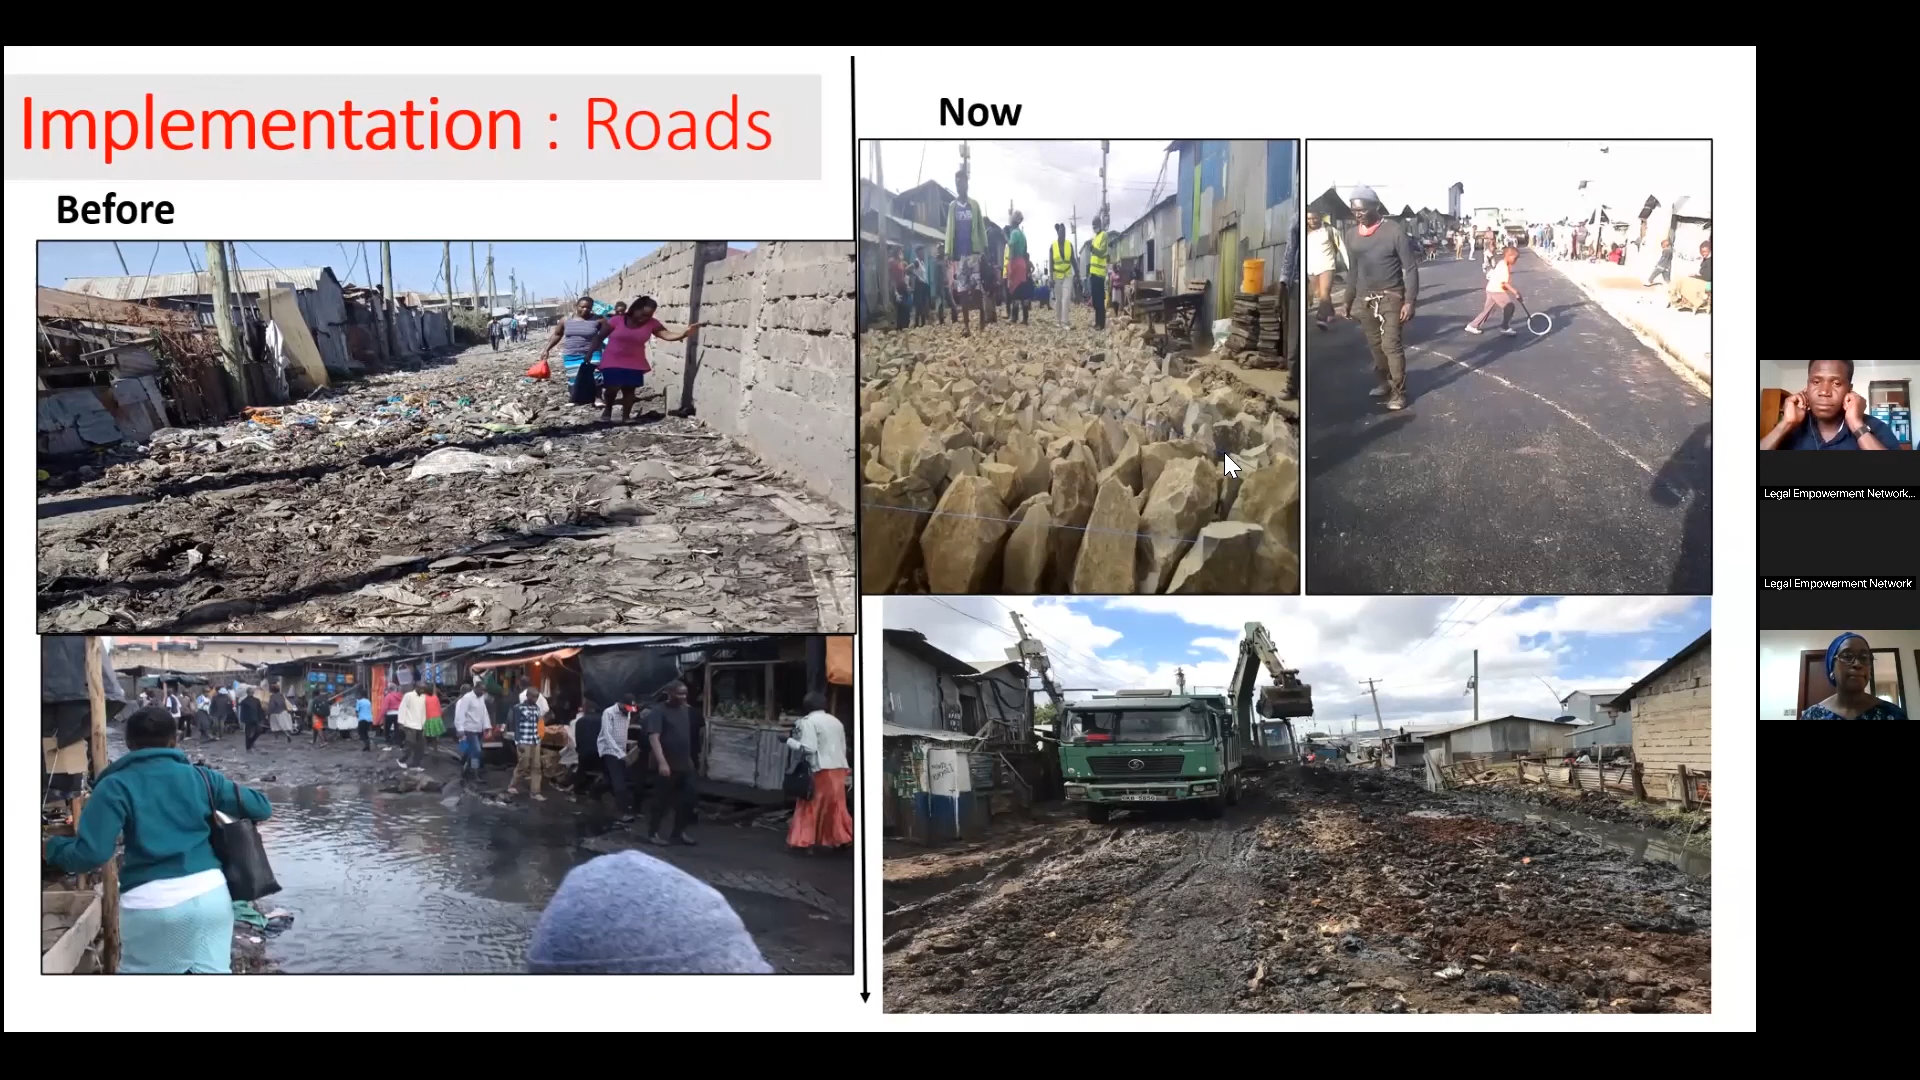 Implementation : Roads
Before
Now
Legal Empowerment Network...
Legal Empowerment Network